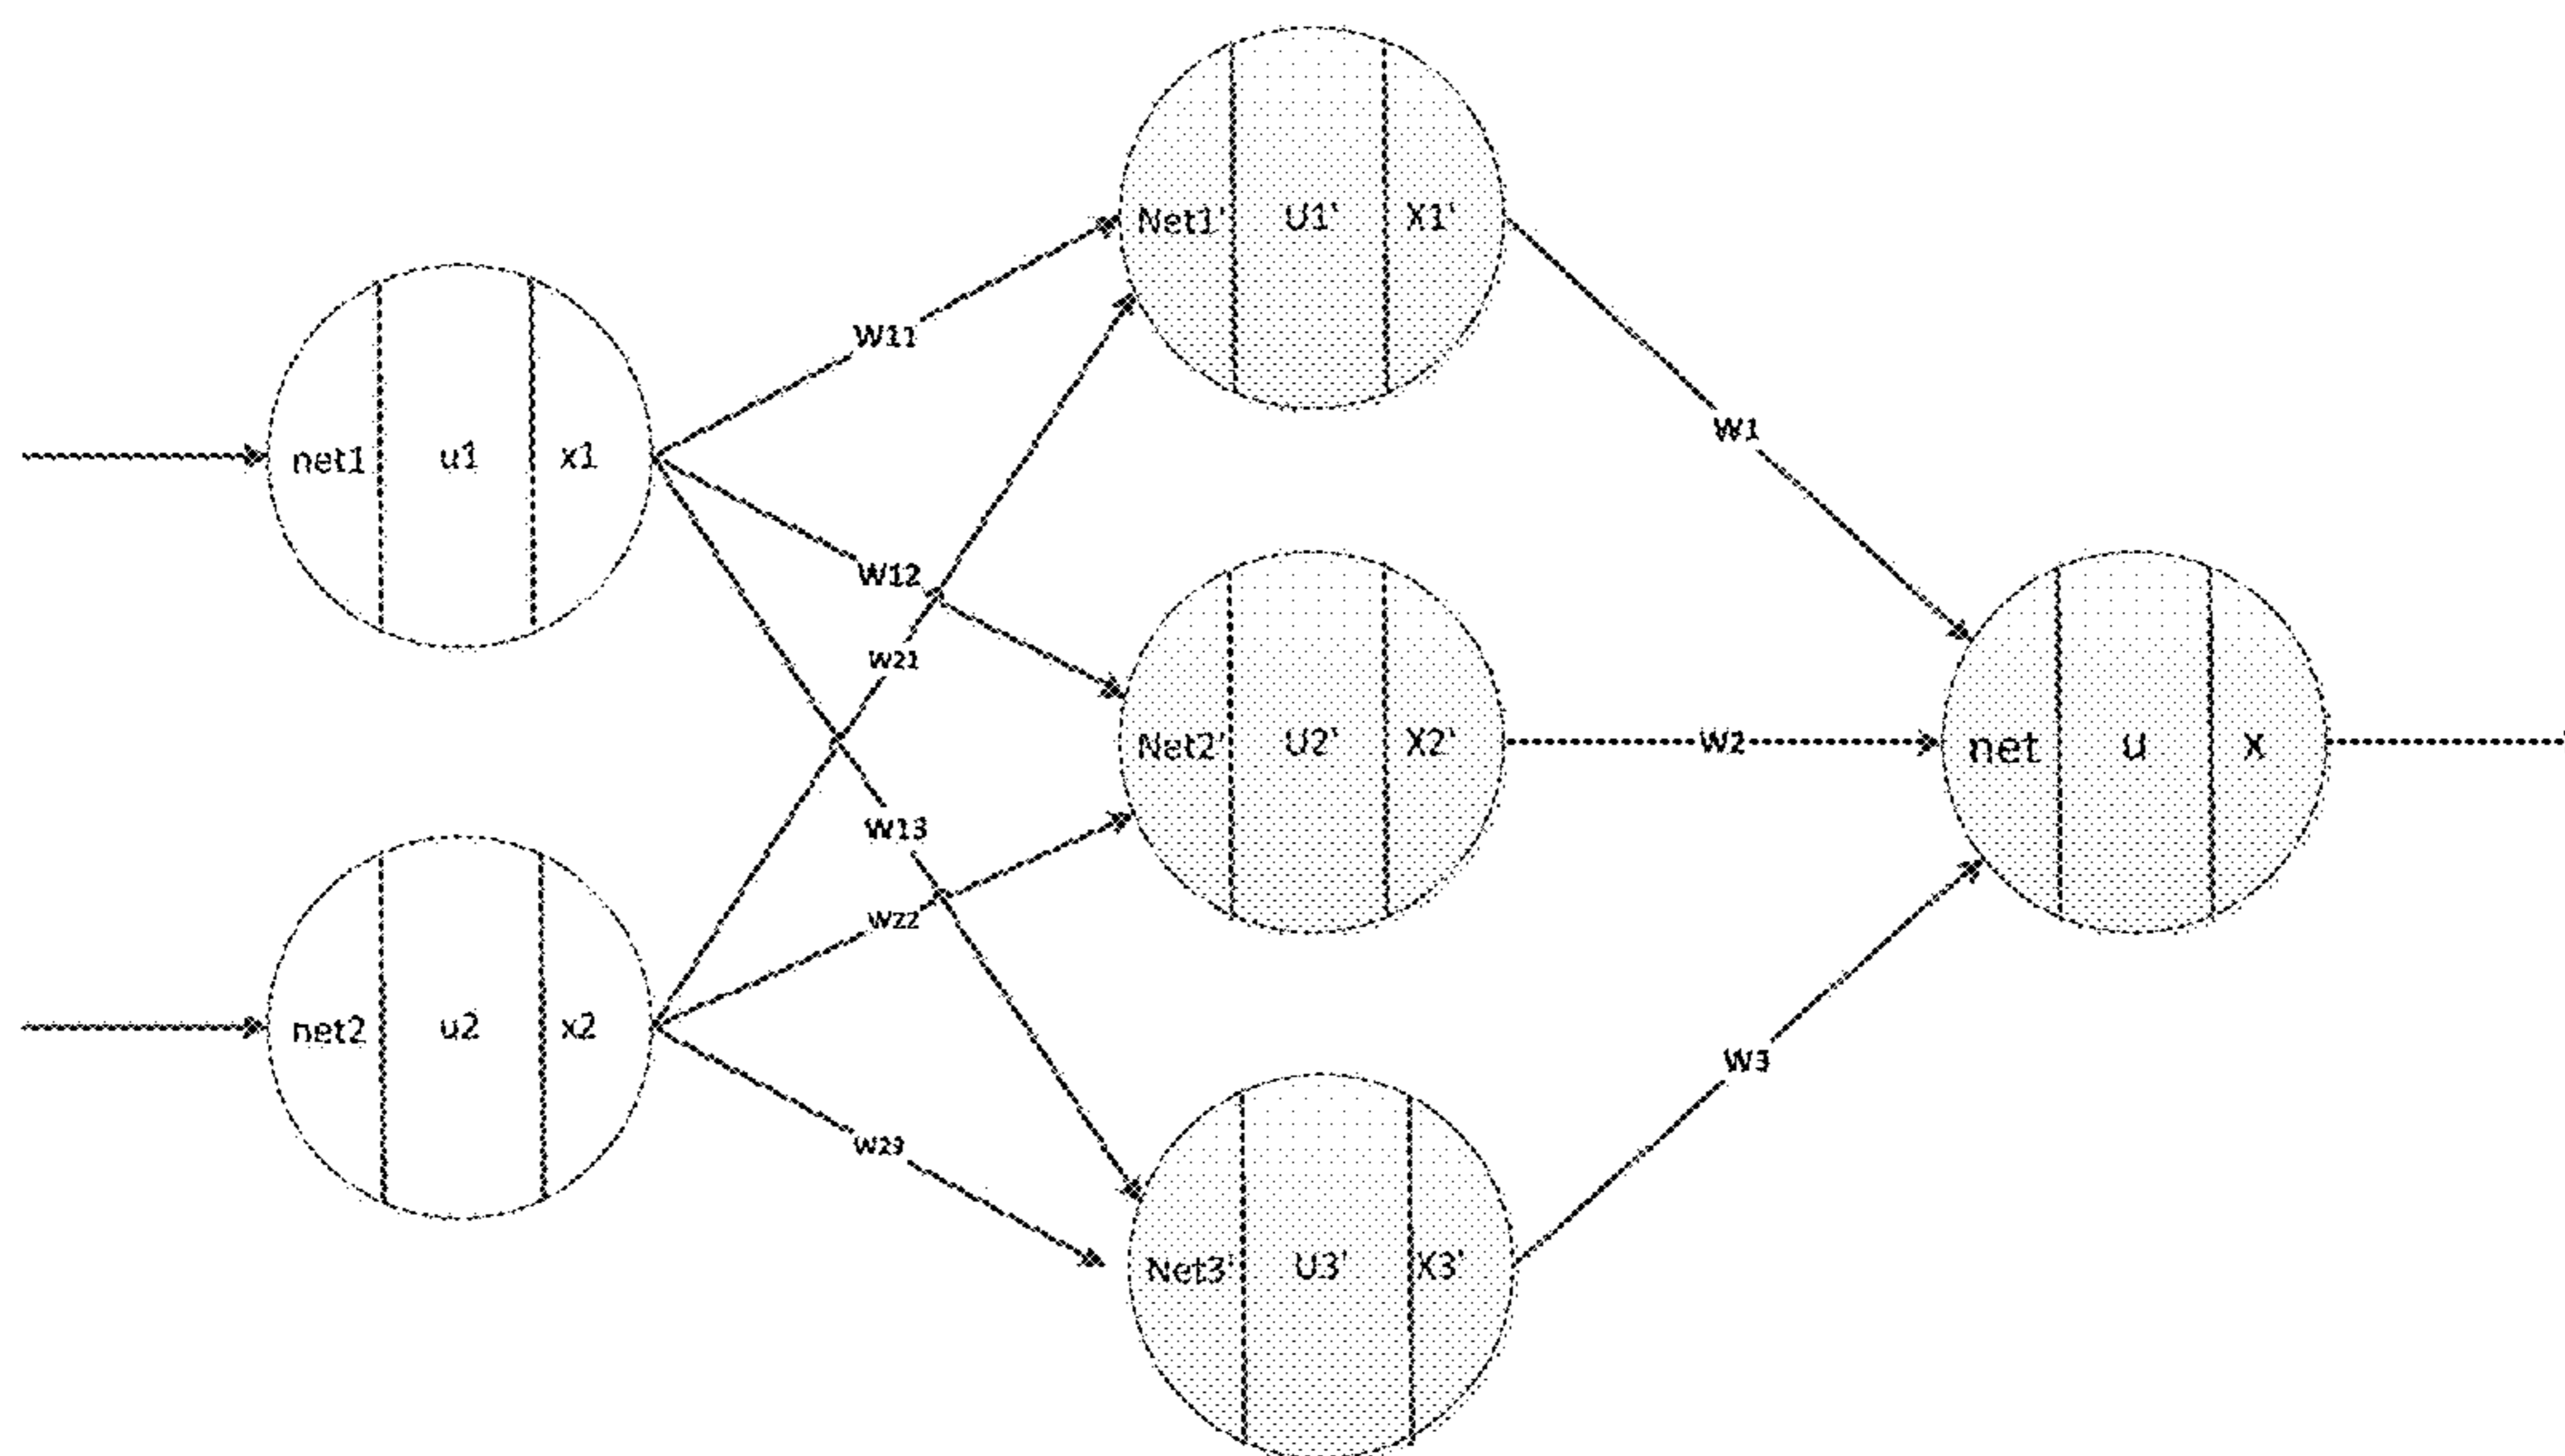 Net1' U1' X1'
W11
W1
net1 u1 x1
W12
W21
Net2' U2' X2'
W2
net u x
W13
W22
net2 u2 x2
W3
W23
Net3' U3' X3'